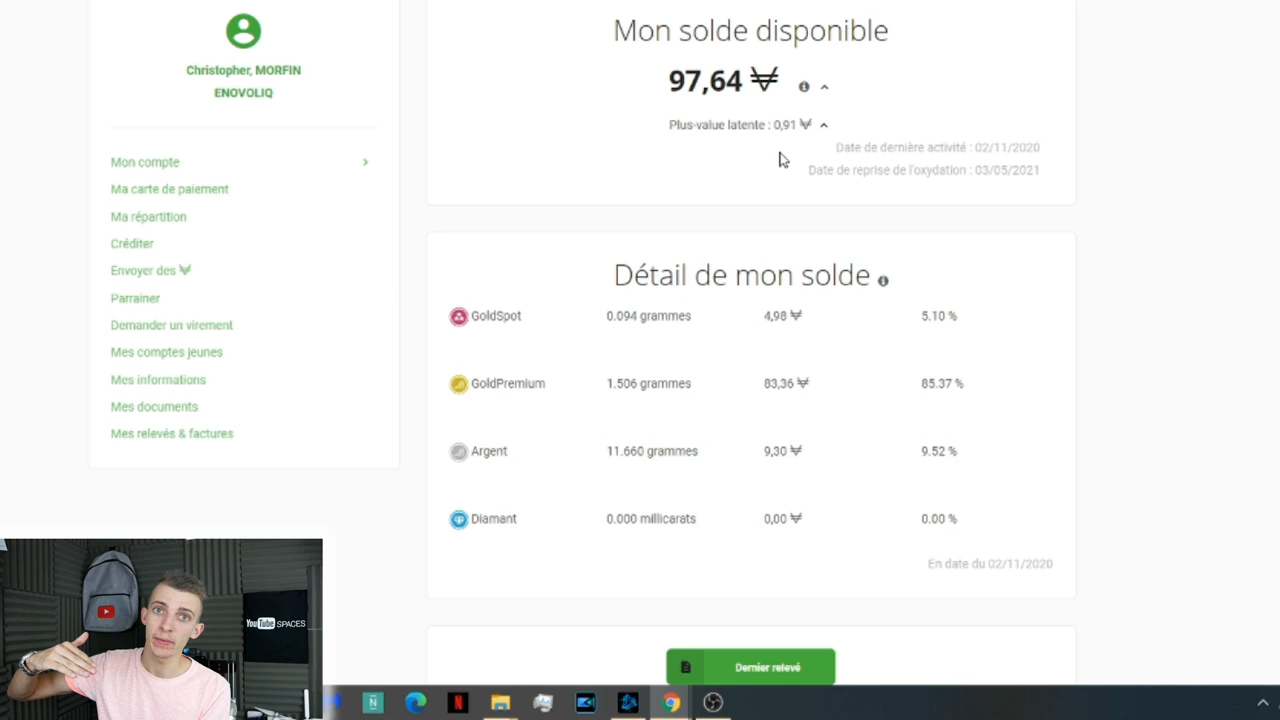 Christopher, MORFIN
ENOVOLIQ
Mon compte
Ma carte de paiement
Ma répartition
Créditer
Envoyer des
Parrainer
Demander un virement
Mes comptes jeunes
Mes informations
Mes documents
Mes relevés & factures
Mon solde disponible
97,64
Plus-value latente : 0,91
Date de dernière activité : 02/11/2020
Date de reprise de l'oxydation : 03/05/2021
Détail de mon solde
GoldSpot 0.094 grammes 4,98 5.10 %
GoldPremium 1.506 grammes 83,36 85.37 %
Argent 11.660 grammes 9,30 9.52 %
Diamant 0.000 millicarats 0,00 0.00 %
En date du 02/11/2020
Dernier relevé
YouTube SPACES